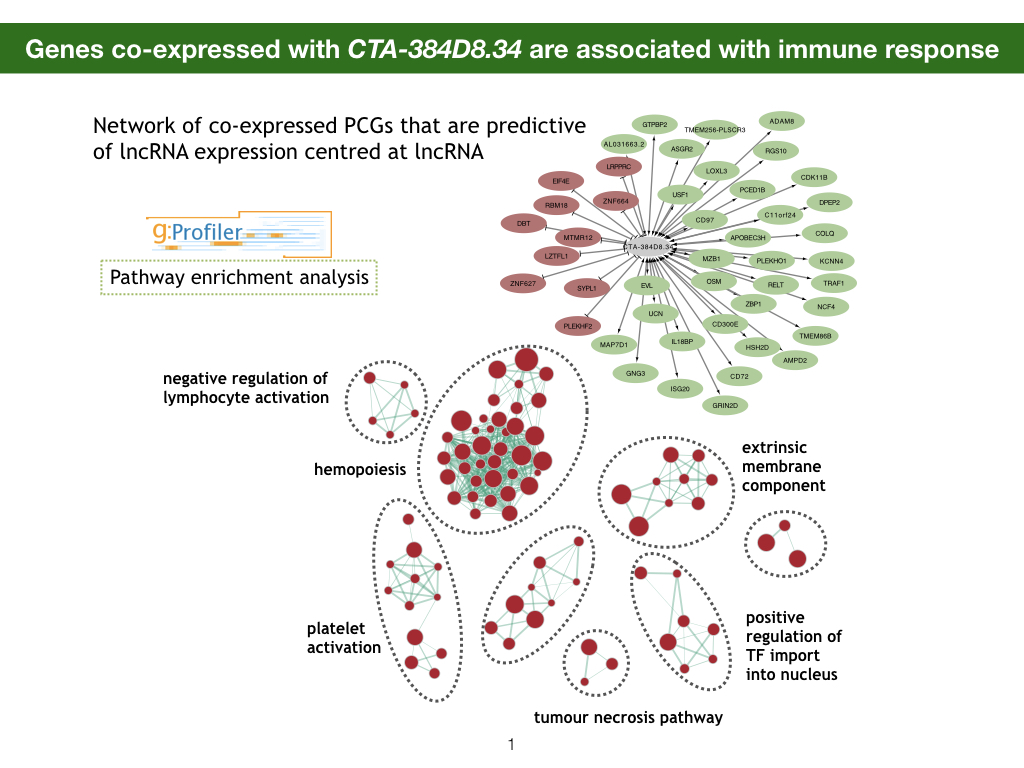 Genes co-expressed with CTA-384D8.34 are associated with immune response
Network of co-expressed PCGs that are predictive
of lncRNA expression centred at lncRNA
g:Profiler
Pathway enrichment analysis
GTPBP2
TMEM256-PLSCR3
ADAM8
AL031663.2
ASGR2
RGS10
LRPPRC
LOXL3
EIF4E
CDK11B
ZNF664
USF1
PCED1B
RBM18
DPEP2
DBT
CD97
C11orf24
MTMR12
APOBEC3H
COLQ
CTA-384D8.34
LZTFL1
MZB1
PLEKHO1
KCNN4
ZNF627
SYPL1
EVL
OSM
RELT
TRAF1
ZBP1
NCF4
PLEKHF2
UCN
CD300E
TMEM86B
MAP7D1
IL18BP
HSH2D
AMPD2
GNG3
CD72
ISG20
GRIN2D
negative regulation of
lymphocyte activation
hemopoiesis
extrinsic
membrane
component
platelet
activation
positive
regulation of
TF import
into nucleus
tumour necrosis pathway
1